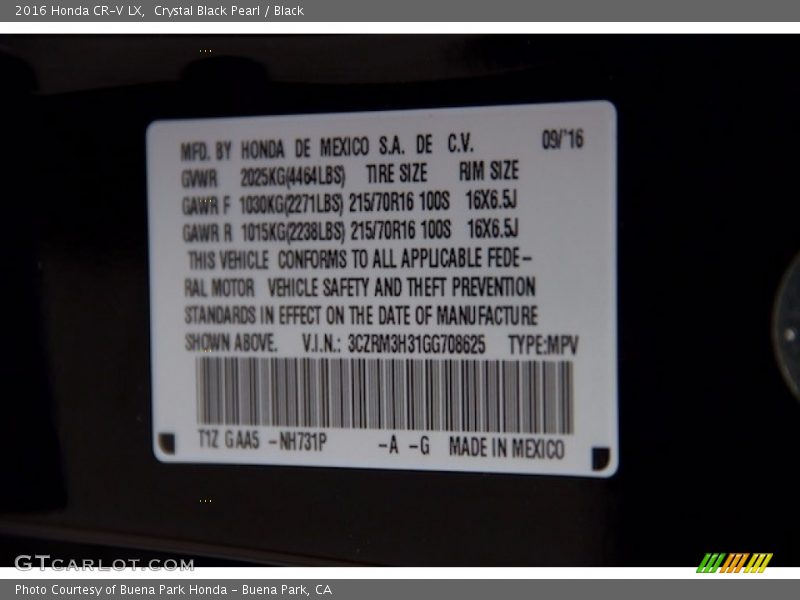 2016 Honda CR-V LX, Crystal Black Pearl / Black
MFD. BY HONDA DE MEXICO S.A. DE C.V. 09/'16
GVWR 2025KG(4464LBS) TIRE SIZE RIM SIZE
GAWR F 1030KG(2271LBS) 215/70R16 100S 16X6.5J
GAWR R 1015KG(2238LBS) 215/70R16 100S 16X6.5J
THIS VEHICLE CONFORMS TO ALL APPLICABLE FEDE-
RAL MOTOR VEHICLE SAFETY AND THEFT PREVENTION
STANDARDS IN EFFECT ON THE DATE OF MANUFACTURE
SHOWN ABOVE. V.I.N.: 3CZRM3H31GG708625 TYPE:MPV
T1Z GAA5 -NH731P -A -G MADE IN MEXICO
GTCARLOT.COM
Photo Courtesy of Buena Park Honda - Buena Park, CA